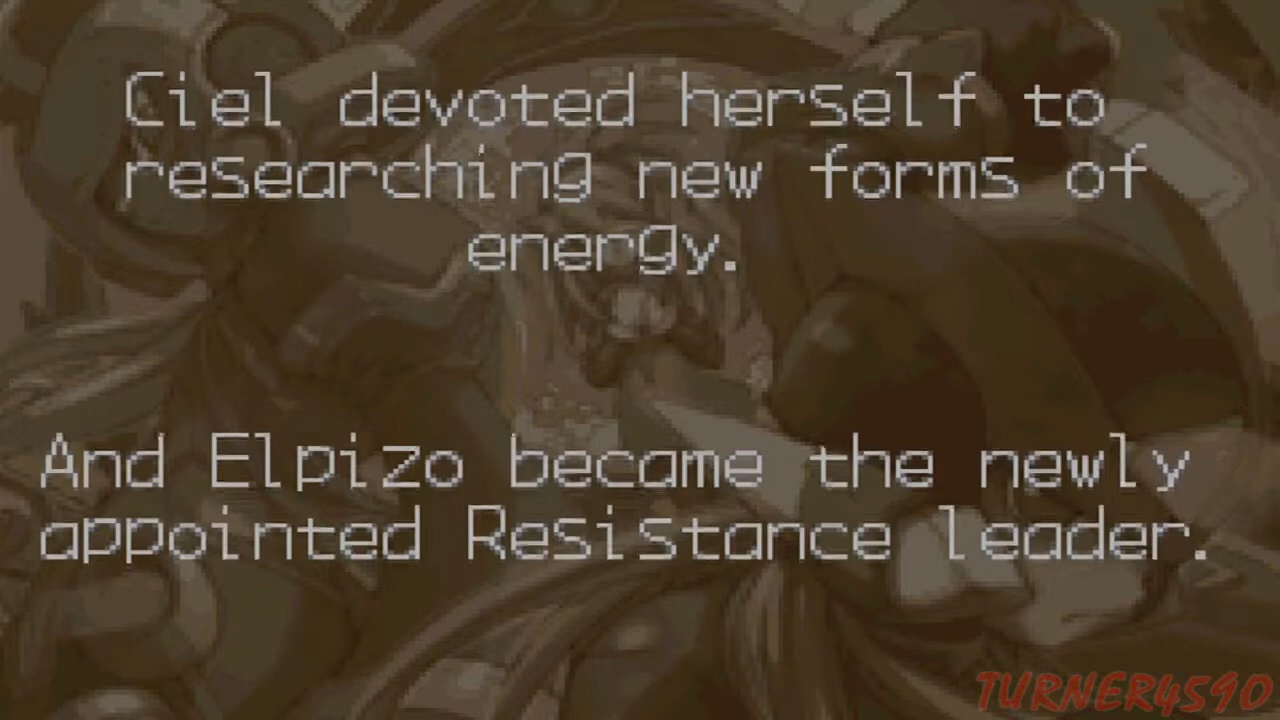 Ciel devoted herself to
researching new forms of
energy.
And Elpizo became the newly
appointed Resistance leader.
TURNER4590